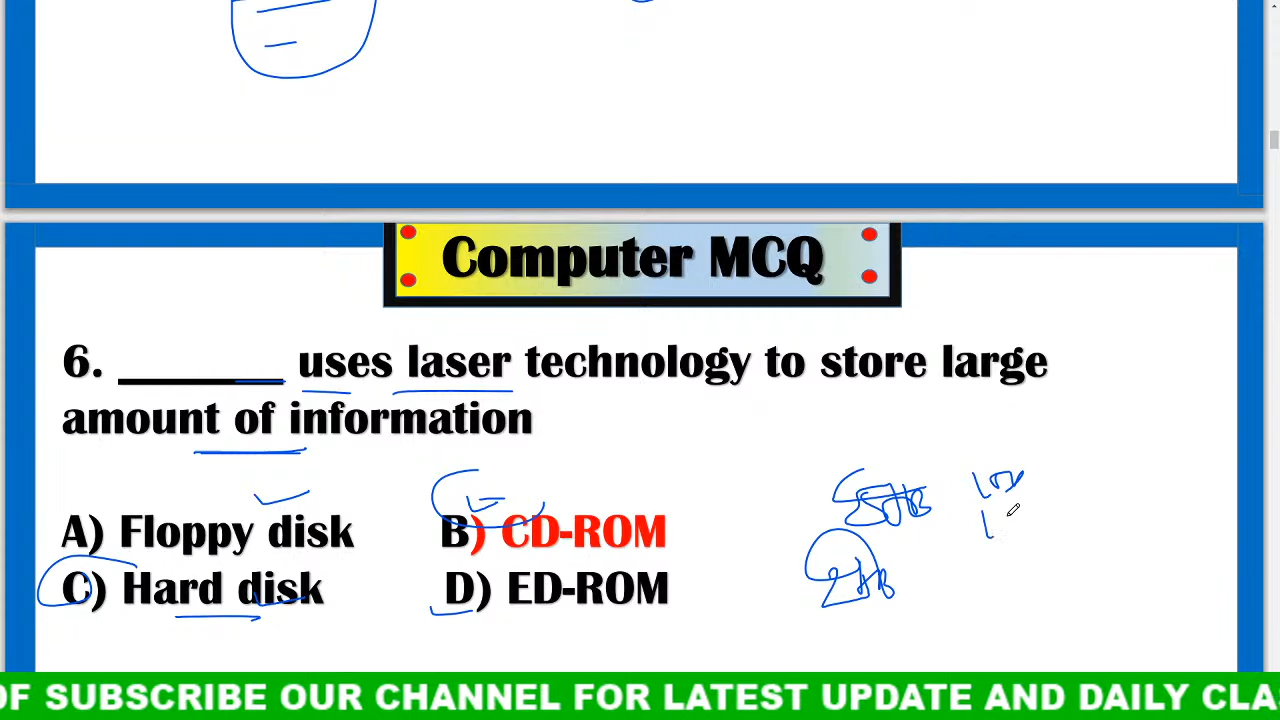 Computer MCQ
6. _______ uses laser technology to store large
amount of information
A) Floppy disk B) CD-ROM
C) Hard disk D) ED-ROM
OF SUBSCRIBE OUR CHANNEL FOR LATEST UPDATE AND DAILY CLA